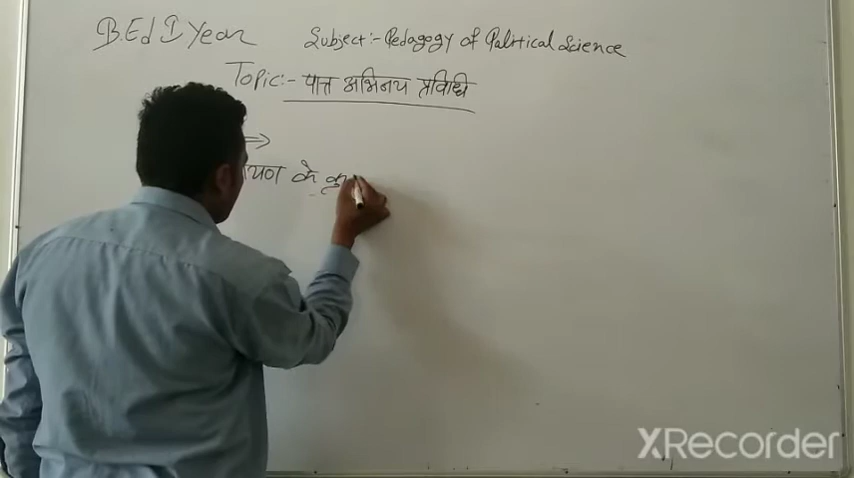 B.Ed I Year
Subject:- Pedagogy of Political Science
Topic:- पात्र अभिनय प्रविधि
⇒
के
XRecorder